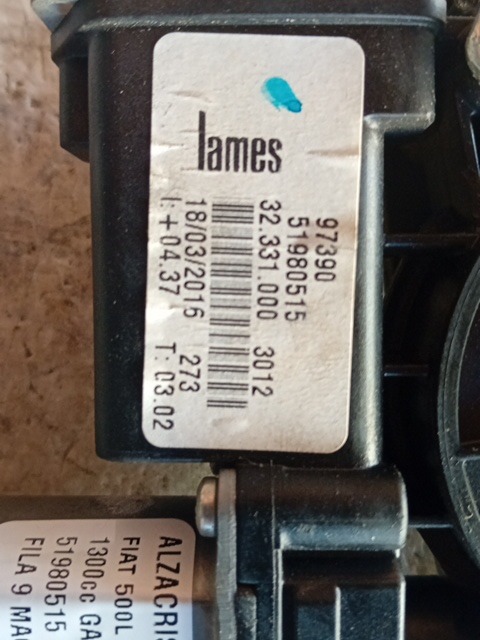 lames
97390
51980515
32.331.000 3012
18/03/2016 273
I:+04.37 T:03.02
ALZACRIS
FIAT 500L
1300cc GA
51980515
FILA 9 MA